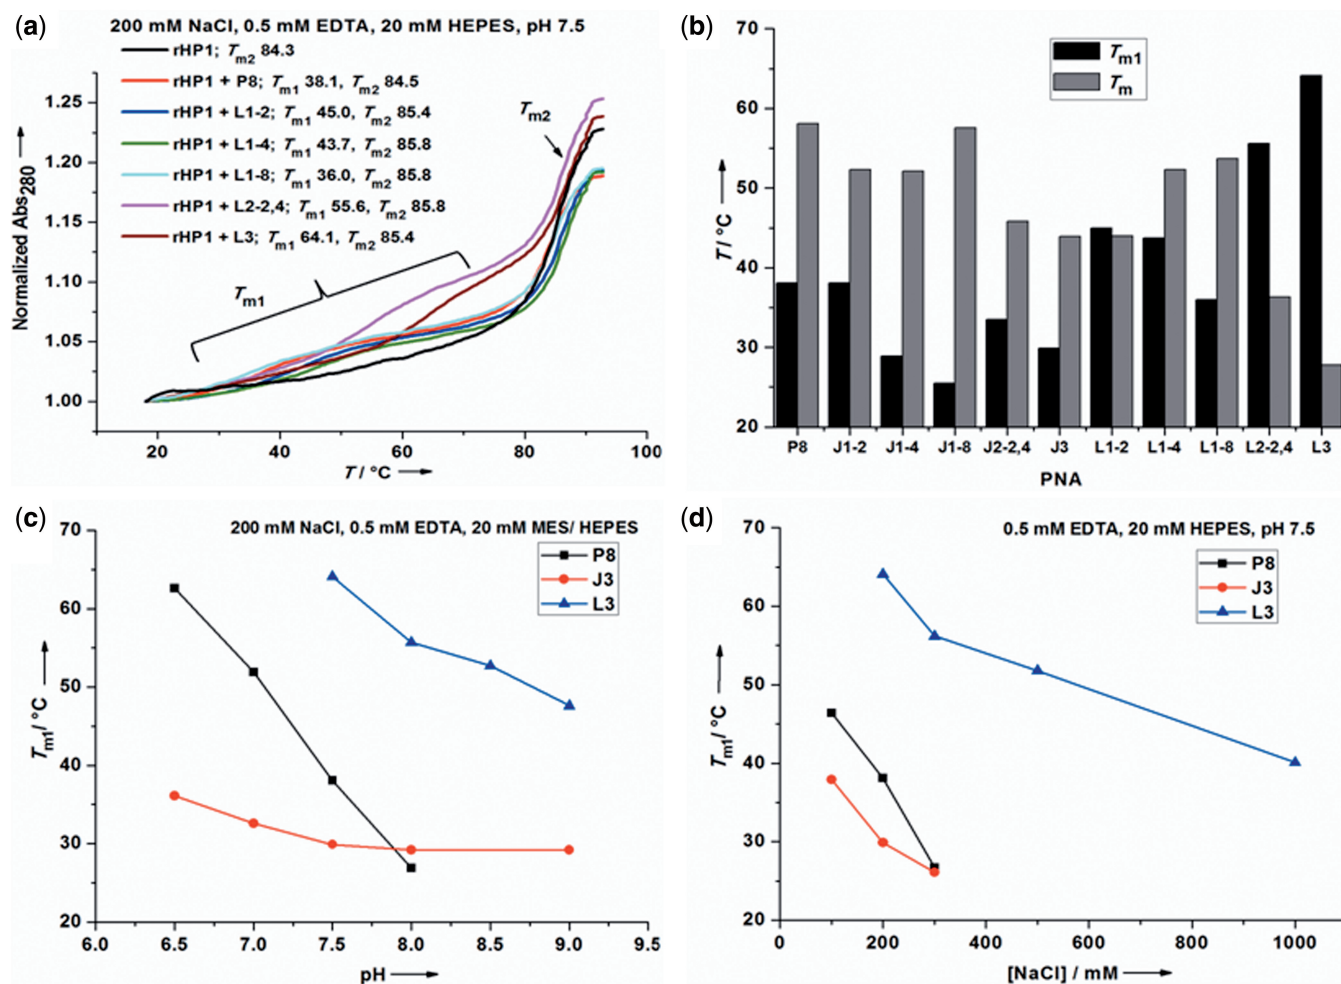 (a)
200 mM NaCl, 0.5 mM EDTA, 20 mM HEPES, pH 7.5
rHP1; Tm2 84.3
rHP1 + P8; Tm1 38.1, Tm2 84.5
rHP1 + L1-2; Tm1 45.0, Tm2 85.4
rHP1 + L1-4; Tm1 43.7, Tm2 85.8
rHP1 + L1-8; Tm1 36.0, Tm2 85.8
rHP1 + L2-2,4; Tm1 55.6, Tm2 85.8
rHP1 + L3; Tm1 64.1, Tm2 85.4
Tm2
Tm1
Normalized Abs280
1.25
1.20
1.15
1.10
1.05
1.00
20 40 60 80 100
T / °C
(b)
Tm1
Tm
T / °C
70
60
50
40
30
20
P8 J1-2 J1-4 J1-8 J2-2,4 J3 L1-2 L1-4 L1-8 L2-2,4 L3
PNA
(c)
200 mM NaCl, 0.5 mM EDTA, 20 mM MES/ HEPES
P8
J3
L3
Tm1/ °C
70
60
50
40
30
20
6.0 6.5 7.0 7.5 8.0 8.5 9.0 9.5
pH
(d)
0.5 mM EDTA, 20 mM HEPES, pH 7.5
P8
J3
L3
Tm1/ °C
70
60
50
40
30
20
0 200 400 600 800 1000
[NaCl] / mM